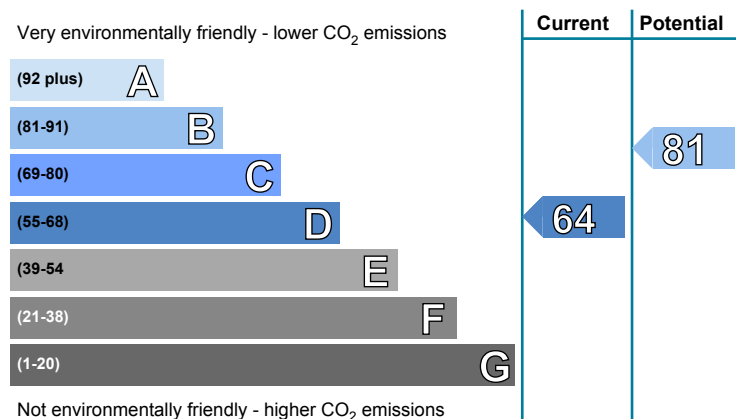 Current Potential
Very environmentally friendly - lower CO₂ emissions
(92 plus) A
(81-91) B
81
(69-80) C
(55-68) D
64
(39-54 E
(21-38) F
(1-20) G
Not environmentally friendly - higher CO₂ emissions